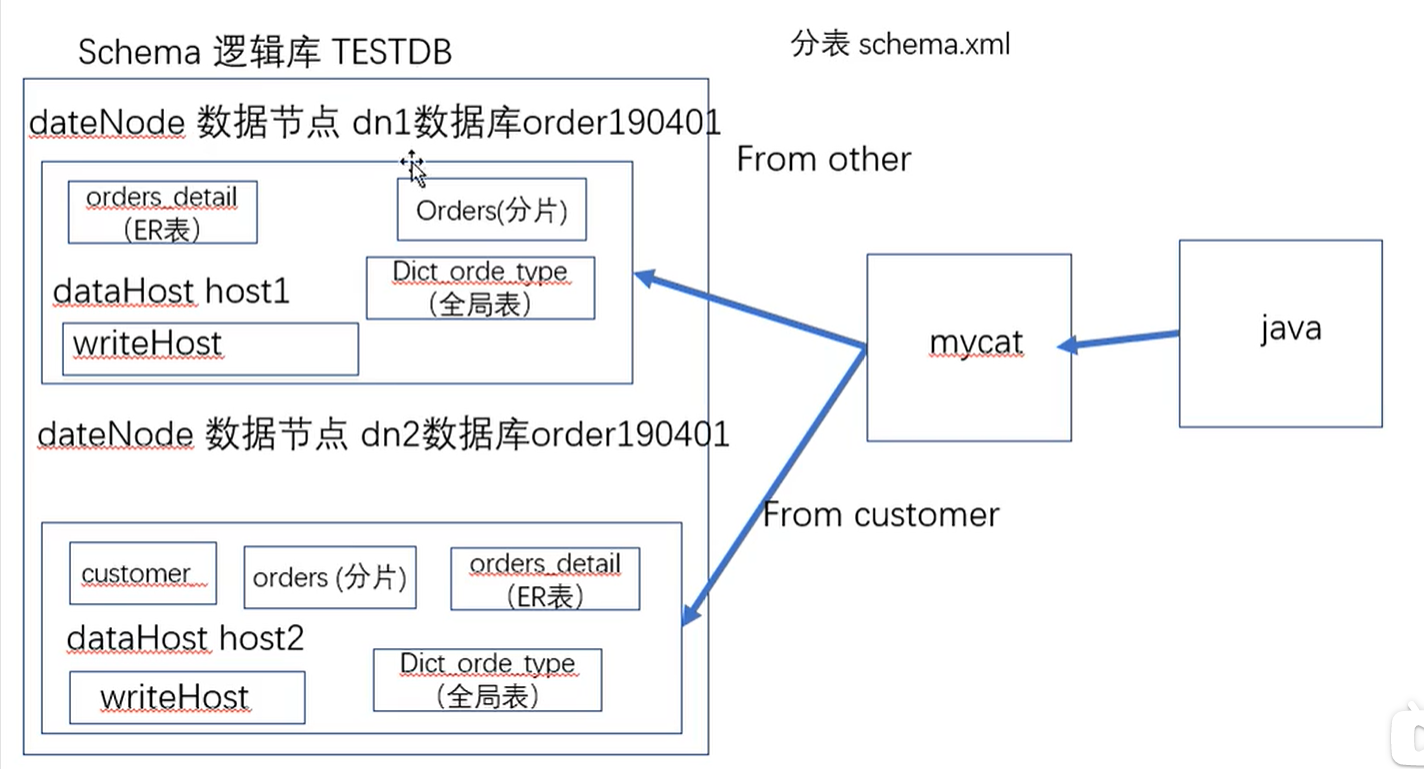 Schema 逻辑库 TESTDB
分表 schema.xml
dateNode 数据节点 dn1数据库order190401
From other
orders_detail
（ER表）
Orders(分片)
Dict_orde_type
（全局表）
dataHost host1
writeHost
mycat
java
dateNode 数据节点 dn2数据库order190401
From customer
customer
orders (分片)
orders_detail
（ER表）
dataHost host2
Dict_orde_type
（全局表）
writeHost